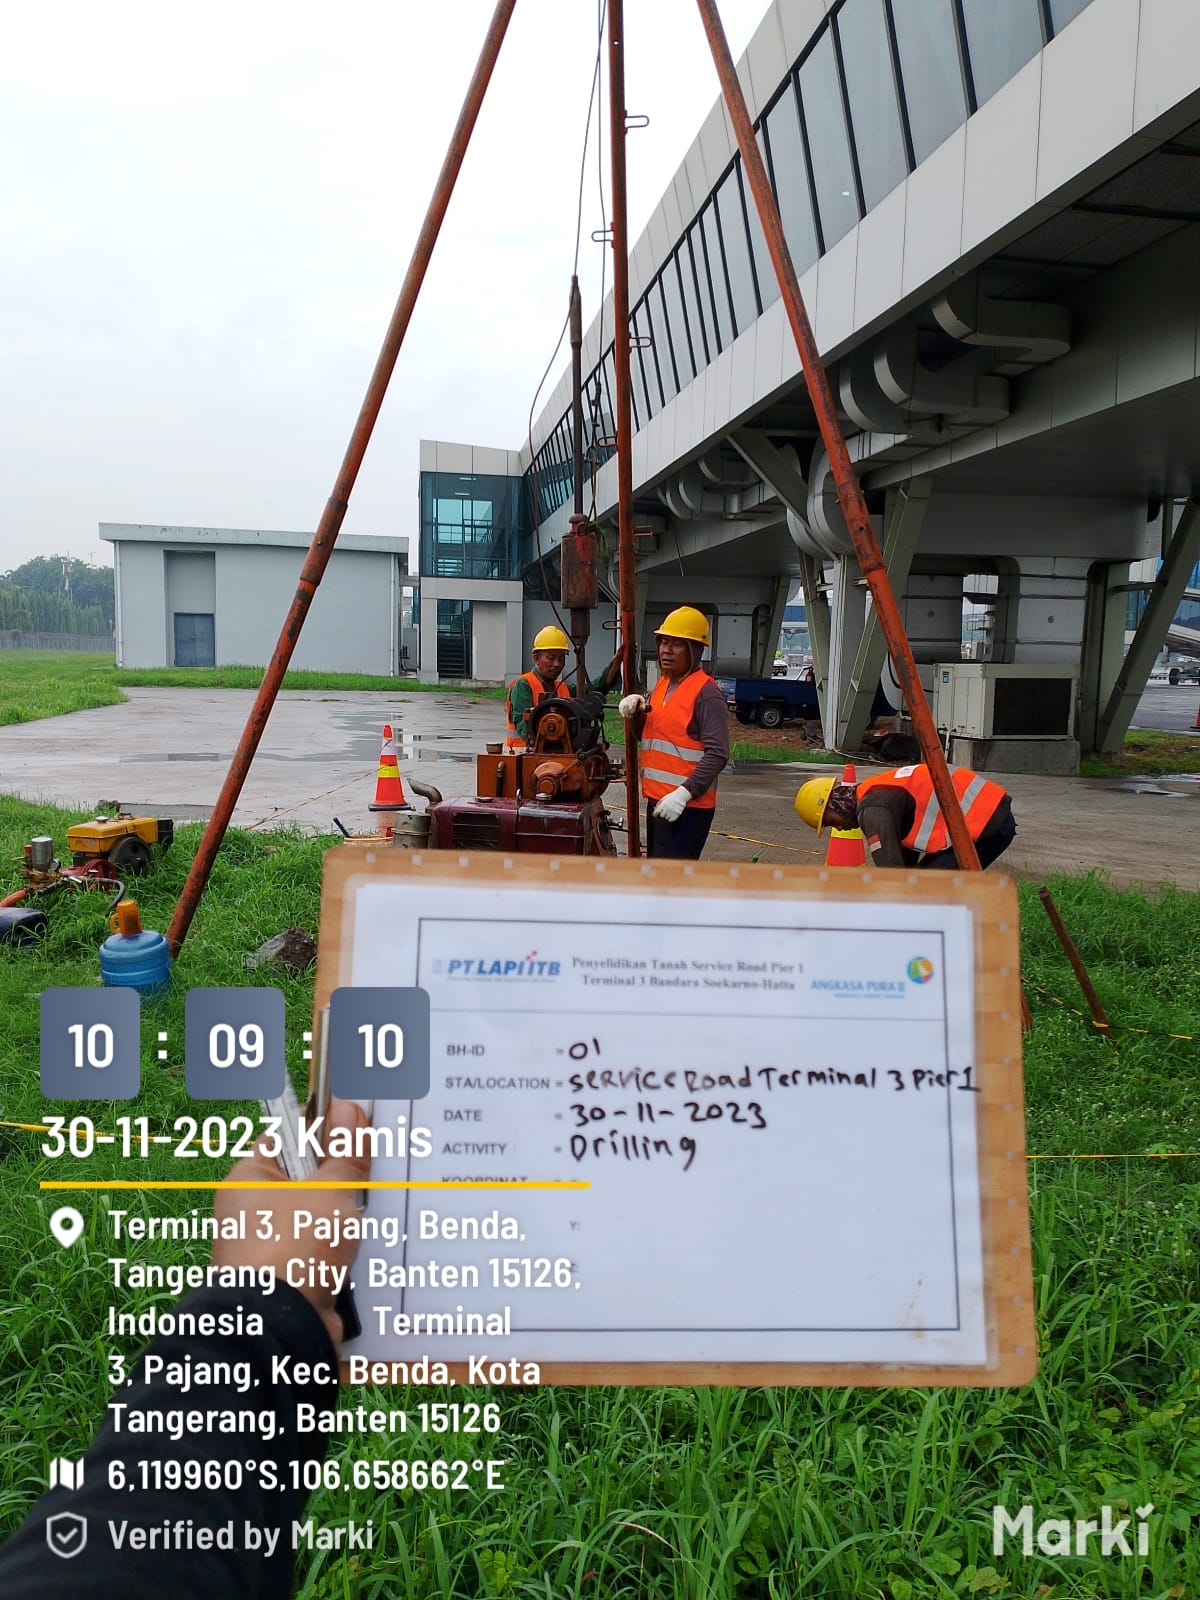 PT.LAPI ITB
Penyelidikan Tanah Service Road Pier 1
Terminal 3 Bandara Soekarno-Hatta
ANGKASA PURA II
BH-ID = 01
STA/LOCATION = Service Road Terminal 3 Pier 1
DATE = 30-11-2023
ACTIVITY = Drilling
KOORDINAT =
Y:
10 : 09 : 10
30-11-2023 Kamis
Terminal 3, Pajang, Benda,
Tangerang City, Banten 15126,
Indonesia Terminal
3, Pajang, Kec. Benda, Kota
Tangerang, Banten 15126
6,119960°S,106,658662°E
Verified by Marki
Marki